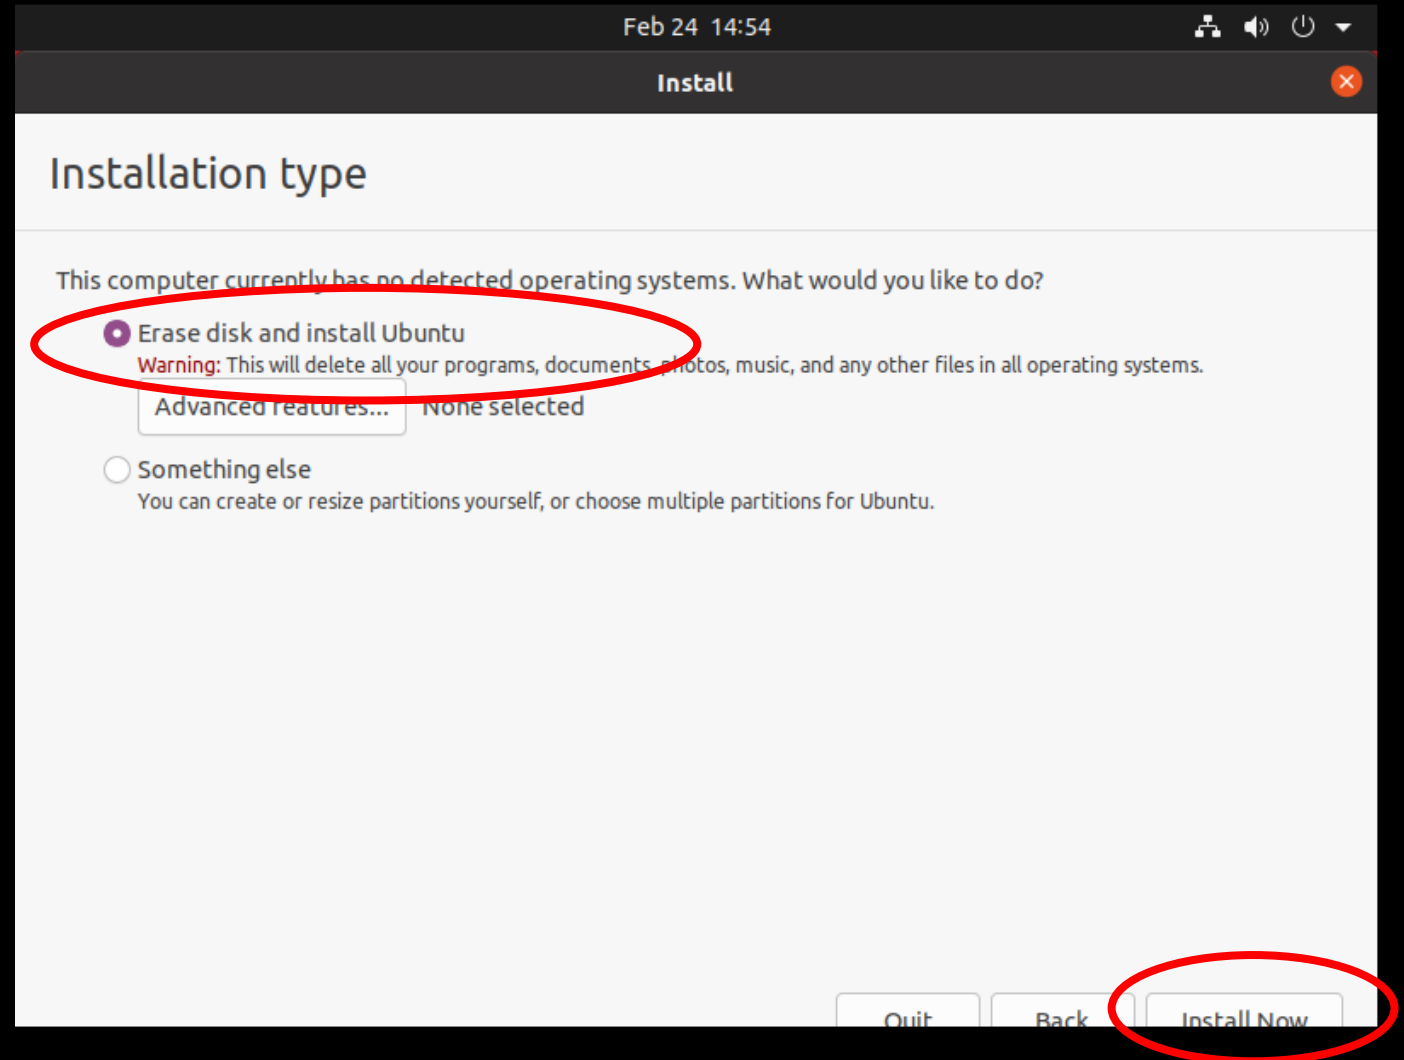 Feb 24 14:54
Install
Installation type
This computer currently has no detected operating systems. What would you like to do?
Erase disk and install Ubuntu
Warning: This will delete all your programs, documents, photos, music, and any other files in all operating systems.
Advanced features... None selected
Something else
You can create or resize partitions yourself, or choose multiple partitions for Ubuntu.
Quit Back Install Now